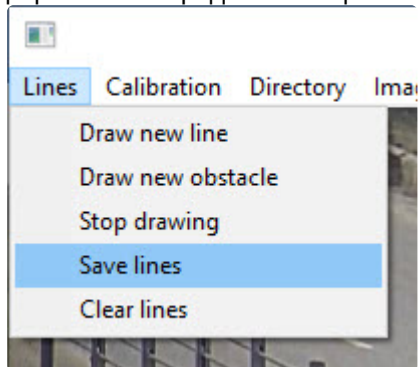 Lines Calibration Directory
Draw new line
Draw new obstacle
Stop drawing
Save lines
Clear lines